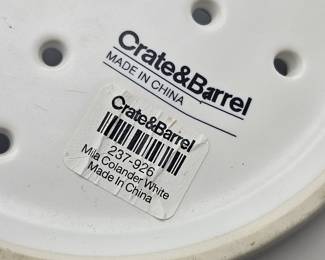 Crate&Barrel
MADE IN CHINA
Crate&Barrel
237-926
Mila Colander White
Made In China